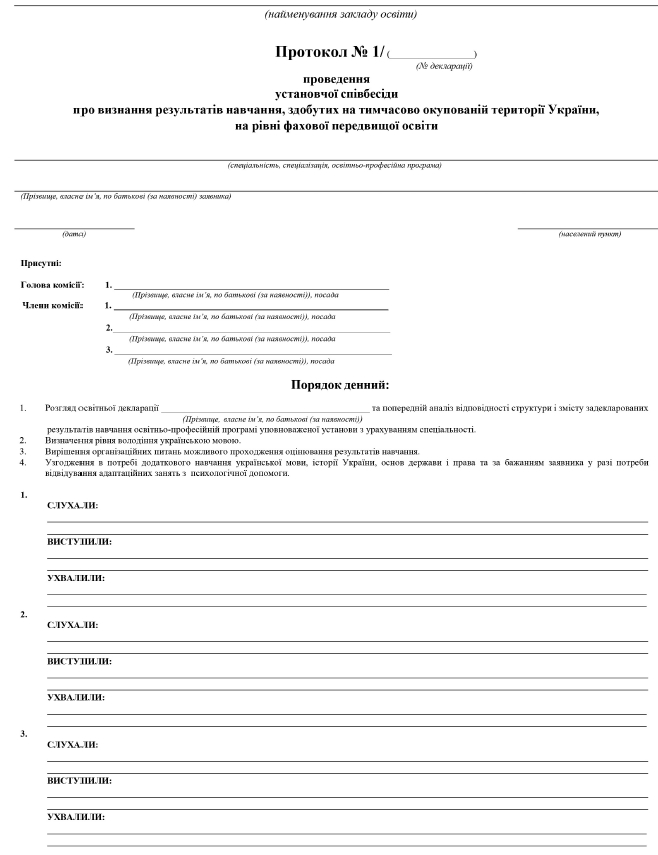 (найменування закладу освіти)
Протокол № 1/ (________________)
(№ декларації)
проведення
установчої співбесіди
про визнання результатів навчання, здобутих на тимчасово окупованій території України,
на рівні фахової передвищої освіти
(спеціальність, спеціалізація, освітньо-професійна програма)
(Прізвище, власне ім’я, по батькові (за наявності) заявника)
(дата) (населений пункт)
Присутні:
Голова комісії: 1. ________________
(Прізвище, власне ім’я, по батькові (за наявності)), посада
Члени комісії: 1. ________________
(Прізвище, власне ім’я, по батькові (за наявності)), посада
2. ________________
(Прізвище, власне ім’я, по батькові (за наявності)), посада
3. ________________
(Прізвище, власне ім’я, по батькові (за наявності)), посада
Порядок денний:
1. Розгляд освітньої декларації ________________ та попередній аналіз відповідності структури і змісту задекларованих
(Прізвище, власне ім’я, по батькові (за наявності))
результатів навчання освітньо-професійній програмі уповноваженої установи з урахуванням спеціальності.
2. Визначення рівня володіння українською мовою.
3. Вирішення організаційних питань можливого проходження оцінювання результатів навчання.
4. Узгодження в потребі додаткового навчання української мови, історії України, основ держави і права та за бажанням заявника у разі потреби
відвідування адаптаційних занять з психологічної допомоги.
1.
СЛУХАЛИ:
ВИСТУПИЛИ:
УХВАЛИЛИ:
2.
СЛУХАЛИ:
ВИСТУПИЛИ:
УХВАЛИЛИ:
3.
СЛУХАЛИ:
ВИСТУПИЛИ:
УХВАЛИЛИ: